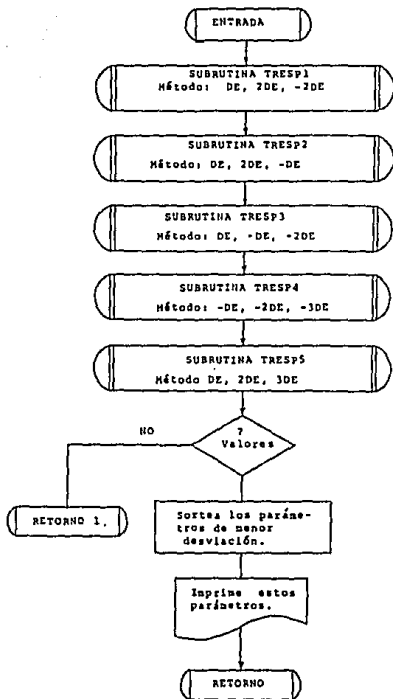 ENTRADA
SUBRUTINA TRESP1
Método: DE, 2DE, -2DE
SUBRUTINA TRESP2
Método: DE, 2DE, -DE
SUBRUTINA TRESP3
Método: DE, -DE, -2DE
SUBRUTINA TRESP4
Método: -DE, -2DE, -3DE
SUBRUTINA TRESP5
Método DE, 2DE, 3DE
NO
?
Valores
RETORNO 1.
Sortea los paráme-
tros de menor
desviación.
Imprime estos
parámetros.
RETORNO